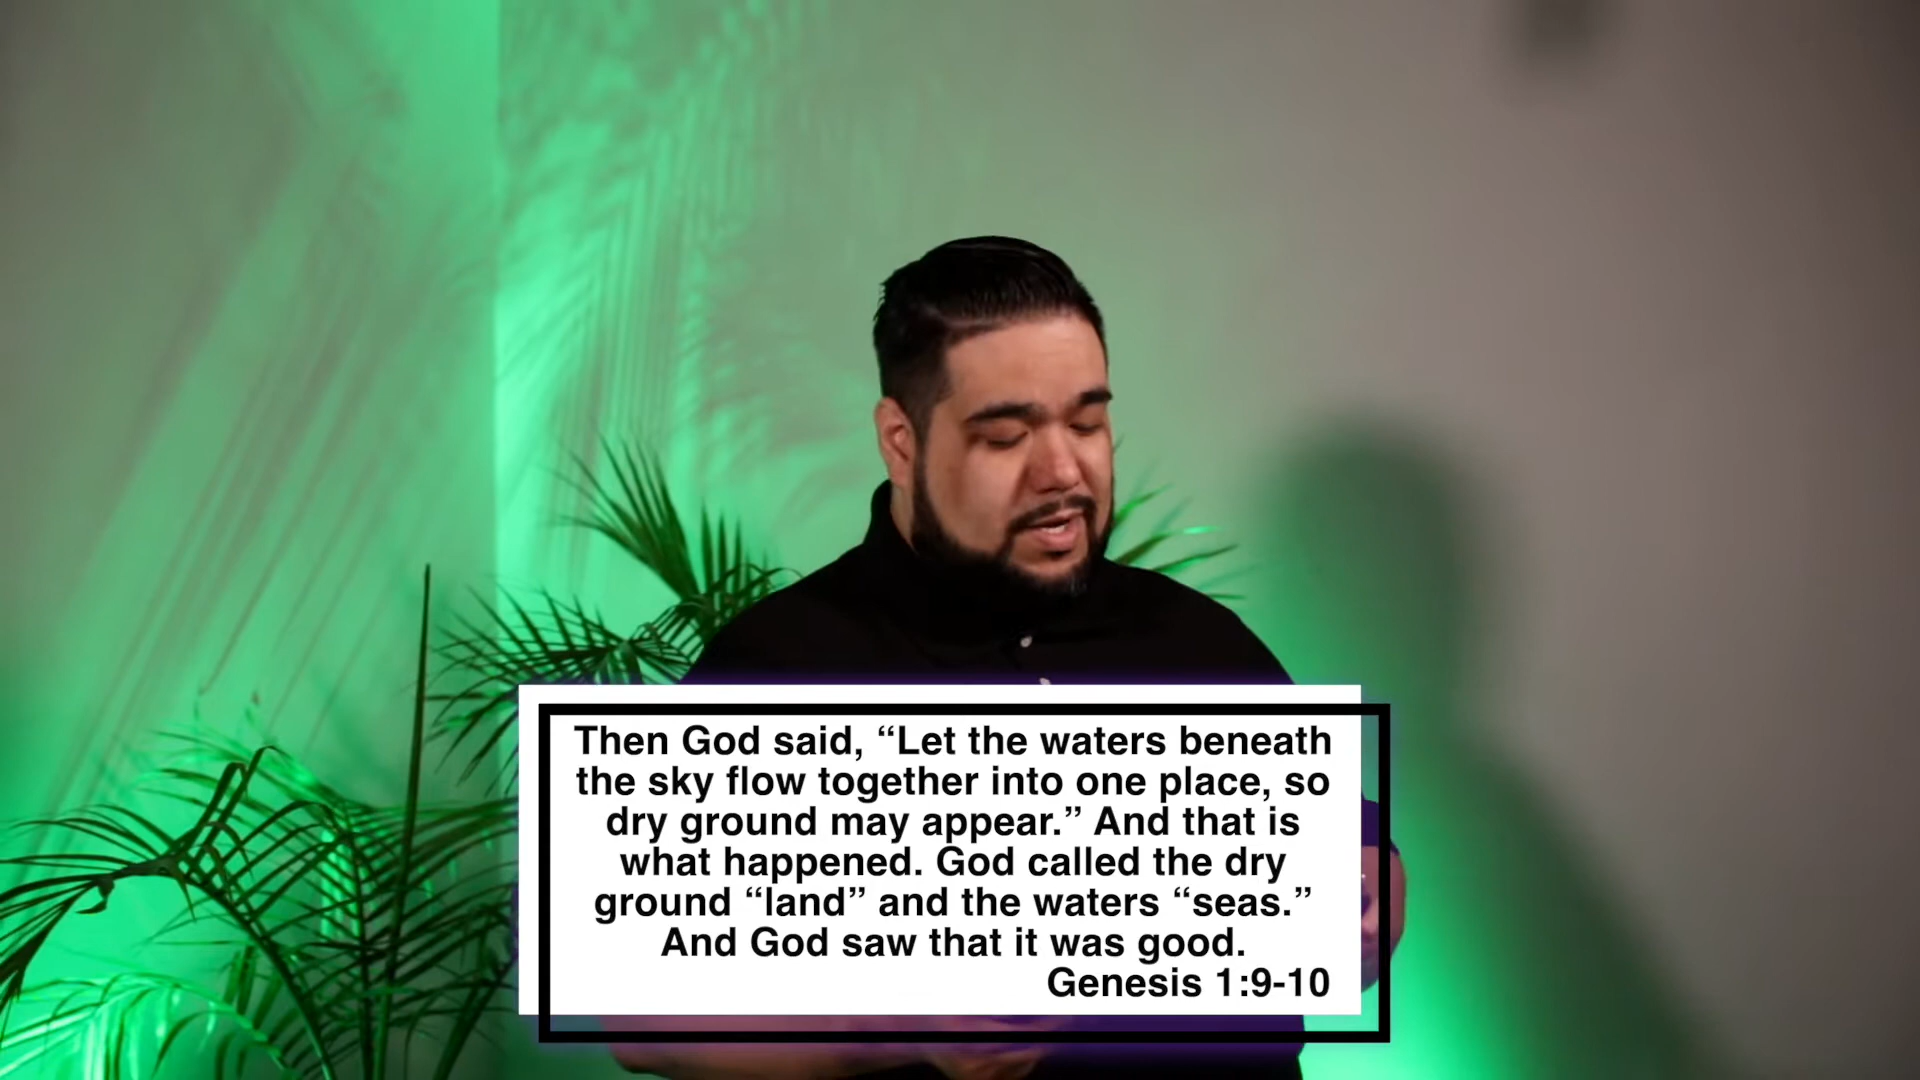 Then God said, “Let the waters beneath
the sky flow together into one place, so
dry ground may appear.” And that is
what happened. God called the dry
ground “land” and the waters “seas.”
And God saw that it was good.
Genesis 1:9-10